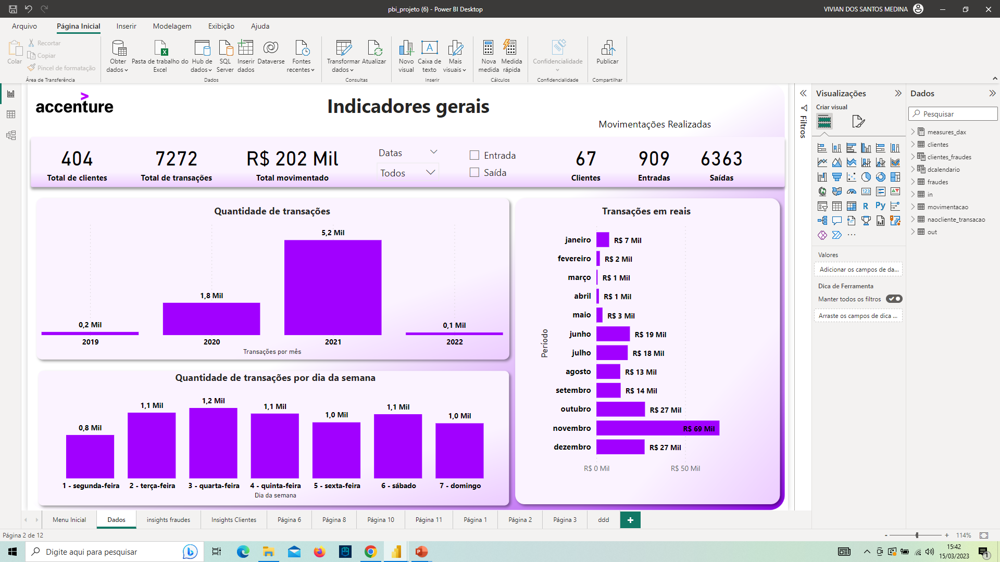 pbi_projeto (6) - Power BI Desktop
VIVIAN DOS SANTOS MEDINA
Arquivo
Página Inicial
Inserir
Modelagem
Exibição
Ajuda
Colar
Recortar
Copiar
Pincel de formatação
Área de Transferência
Obter dados
Pasta de trabalho do Excel
Hub de dados
SQL Server
Inserir dados
Dataverse
Fontes recentes
Dados
Transformar dados
Atualizar
Consultas
Novo visual
Caixa de texto
Mais visuais
Inserir
Nova medida
Medida rápida
Cálculos
Confidencialidade
Confidencialidade
Publicar
Compartilhar
accenture
Indicadores gerais
Movimentações Realizadas
404
Total de clientes
7272
Total de transações
R$ 202 Mil
Total movimentado
Datas
Todos
Entrada
Saída
67
Clientes
909
Entradas
6363
Saídas
Quantidade de transações
0,2 Mil
1,8 Mil
5,2 Mil
0,1 Mil
2019
2020
2021
2022
Transações por mês
Quantidade de transações por dia da semana
0,8 Mil
1,1 Mil
1,2 Mil
1,1 Mil
1,0 Mil
1,1 Mil
1,0 Mil
1 - segunda-feira
2 - terça-feira
3 - quarta-feira
4 - quinta-feira
5 - sexta-feira
6 - sábado
7 - domingo
Dia da semana
Transações em reais
Período
janeiro R$ 7 Mil
fevereiro R$ 2 Mil
março R$ 1 Mil
abril R$ 1 Mil
maio R$ 3 Mil
junho R$ 19 Mil
julho R$ 18 Mil
agosto R$ 13 Mil
setembro R$ 14 Mil
outubro R$ 27 Mil
novembro R$ 69 Mil
dezembro R$ 27 Mil
R$ 0 Mil
R$ 50 Mil
Filtros
Visualizações
Criar visual
123
R
Py
Valores
Adicionar os campos de da...
Dica de Ferramenta
Manter todos os filtros
Arraste os campos de dica ...
Dados
Pesquisar
measures_dax
clientes
clientes_fraudes
dcalendario
fraudes
in
movimentacao
naocliente_transacao
out
Menu Inicial
Dados
insights fraudes
Insights Clientes
Página 6
Página 8
Página 10
Página 11
Página 1
Página 2
Página 3
ddd
Página 2 de 12
114%
Digite aqui para pesquisar
15:42
15/03/2023
1